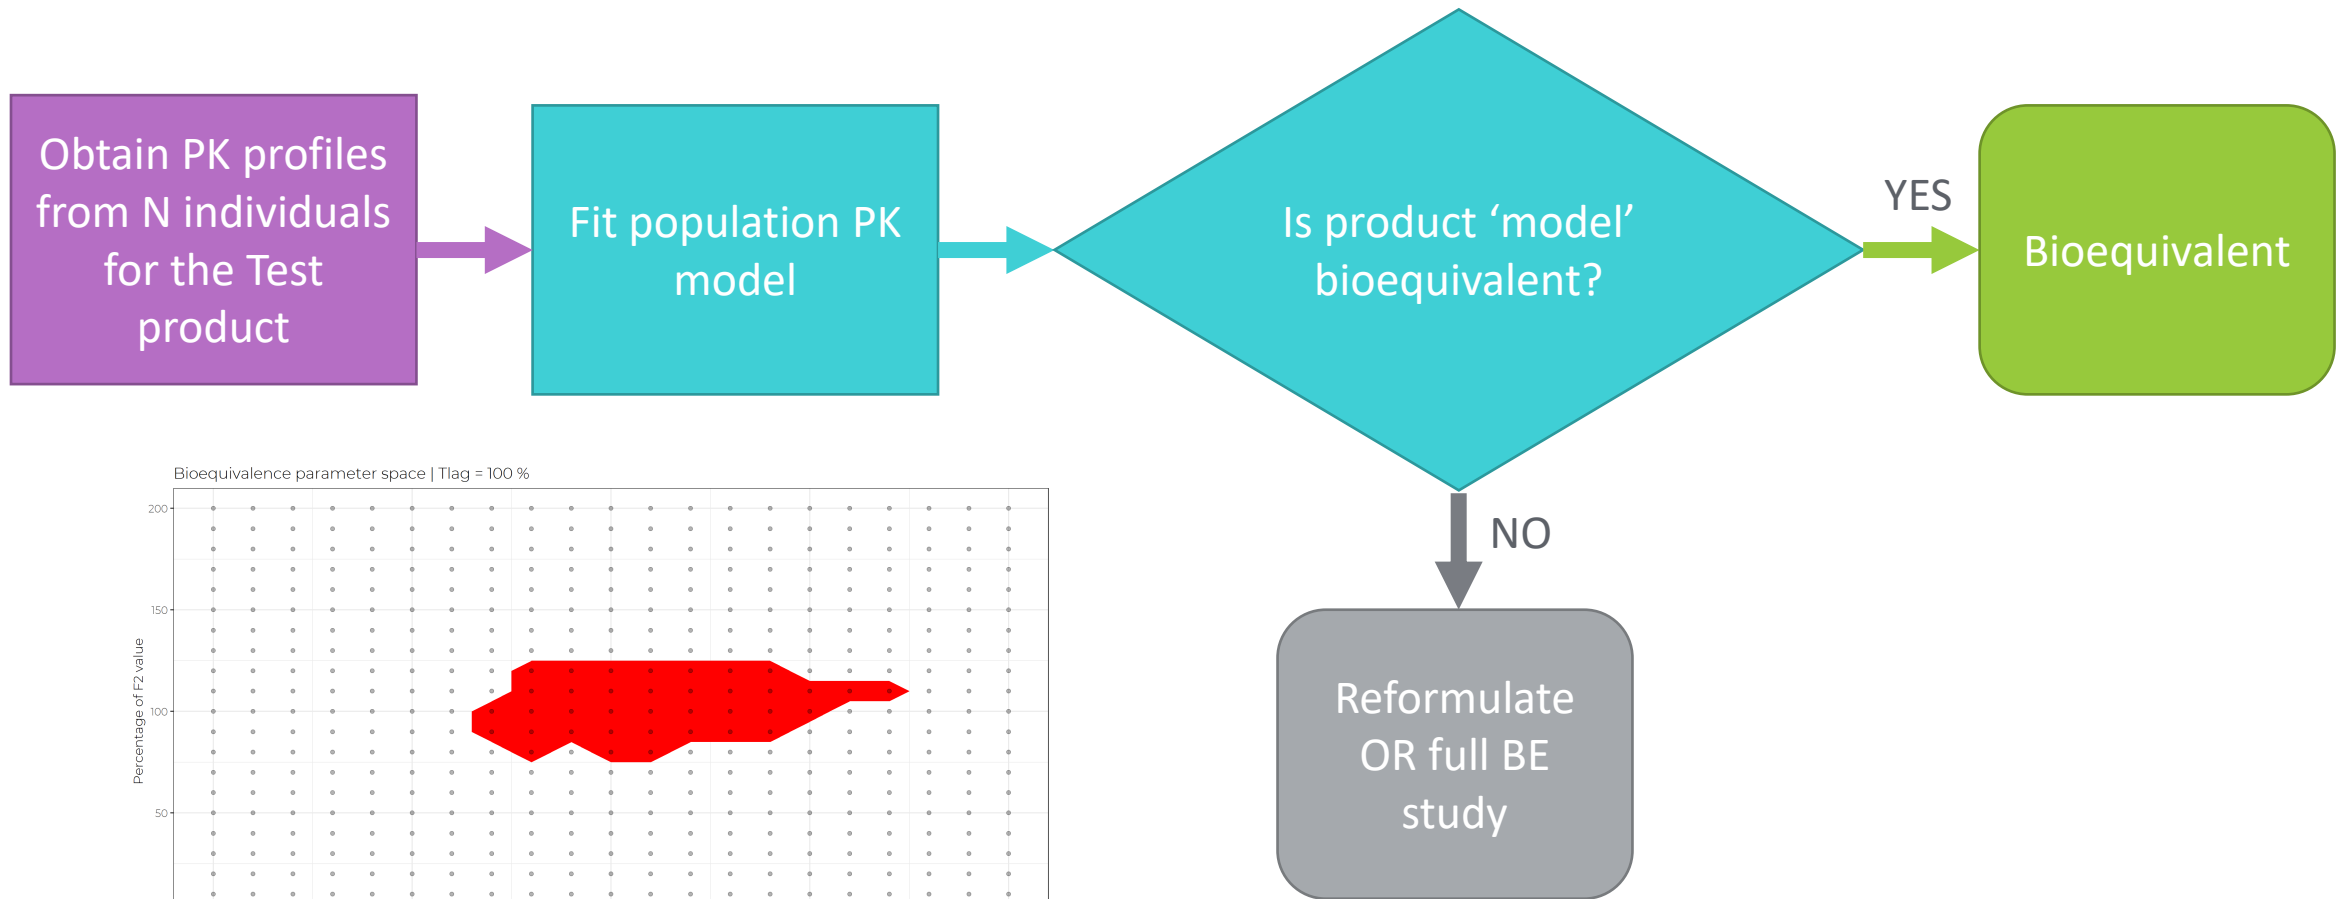 Obtain PK profiles
from N individuals
for the Test
product
Fit population PK
model
Is product ‘model’
bioequivalent?
YES
Bioequivalent
NO
Reformulate
OR full BE
study
Bioequivalence parameter space | Tlag = 100 %
Percentage of F2 value
200
150
100
50